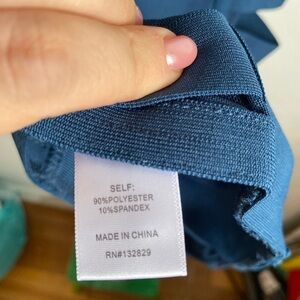 SELF:
90%POLYESTER
10%SPANDEX
MADE IN CHINA
RN#132829